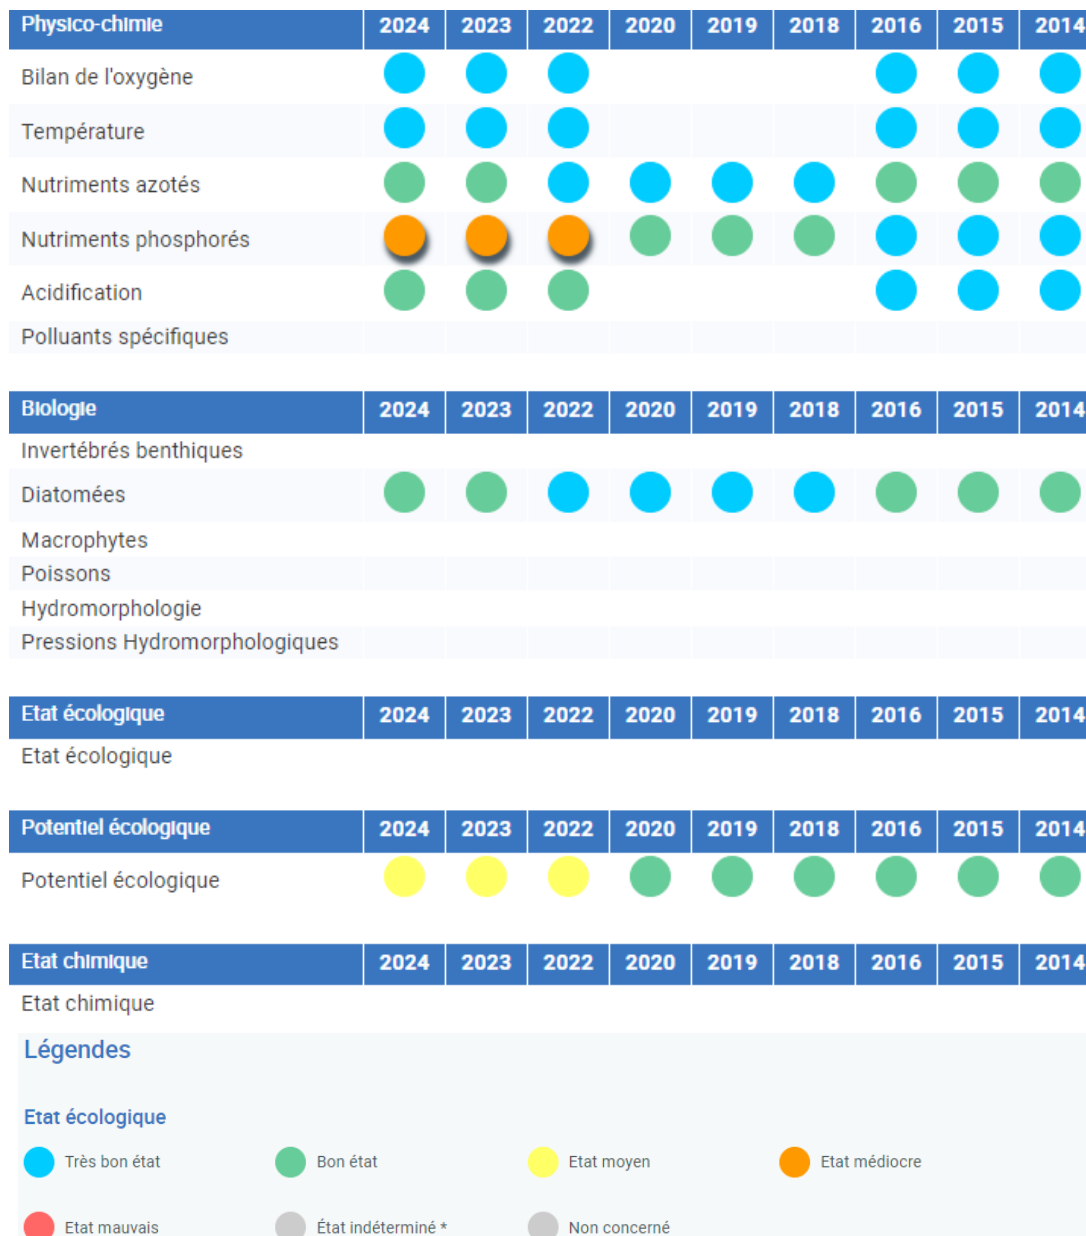 Physico-chimie 2024 2023 2022 2020 2019 2018 2016 2015 2014
Bilan de l'oxygène
Température
Nutriments azotés
Nutriments phosphorés
Acidification
Polluants spécifiques
Biologie 2024 2023 2022 2020 2019 2018 2016 2015 2014
Invertébrés benthiques
Diatomées
Macrophytes
Poissons
Hydromorphologie
Pressions Hydromorphologiques
Etat écologique 2024 2023 2022 2020 2019 2018 2016 2015 2014
Etat écologique
Potentiel écologique 2024 2023 2022 2020 2019 2018 2016 2015 2014
Potentiel écologique
Etat chimique 2024 2023 2022 2020 2019 2018 2016 2015 2014
Etat chimique
Légendes
Etat écologique
Très bon état Bon état Etat moyen Etat médiocre
Etat mauvais État indéterminé * Non concerné